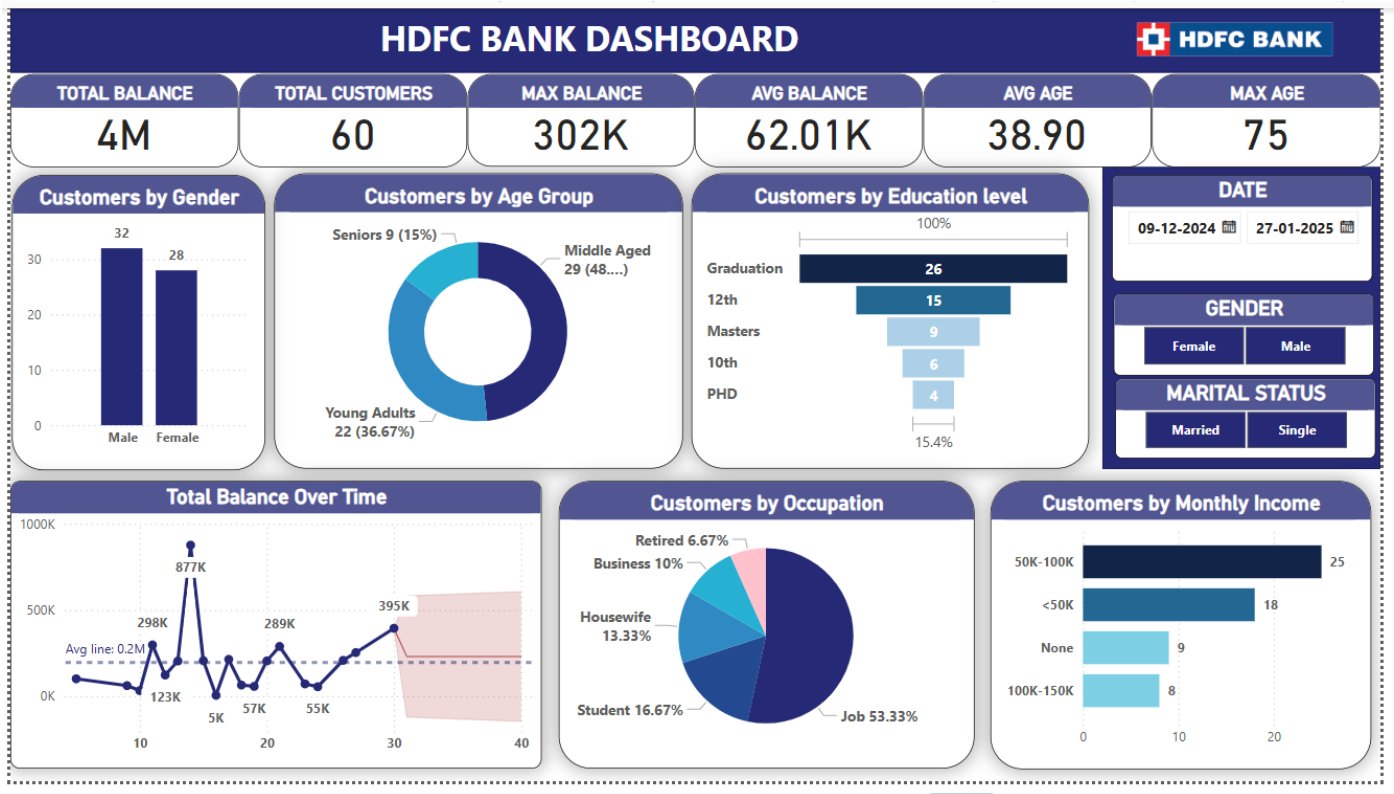 HDFC BANK DASHBOARD
HDFC BANK
TOTAL BALANCE
4M
TOTAL CUSTOMERS
60
MAX BALANCE
302K
AVG BALANCE
62.01K
AVG AGE
38.90
MAX AGE
75
Customers by Gender
30
20
10
0
32
28
Male
Female
Customers by Age Group
Seniors 9 (15%)
Middle Aged
29 (48....)
Young Adults
22 (36.67%)
Customers by Education level
100%
Graduation 26
12th 15
Masters 9
10th 6
PHD 4
15.4%
DATE
09-12-2024
27-01-2025
GENDER
Female
Male
MARITAL STATUS
Married
Single
Total Balance Over Time
1000K
500K
0K
Avg line: 0.2M
298K
123K
877K
5K
57K
289K
55K
395K
10
20
30
40
Customers by Occupation
Retired 6.67%
Business 10%
Housewife
13.33%
Student 16.67%
Job 53.33%
Customers by Monthly Income
50K-100K 25
<50K 18
None 9
100K-150K 8
0
10
20